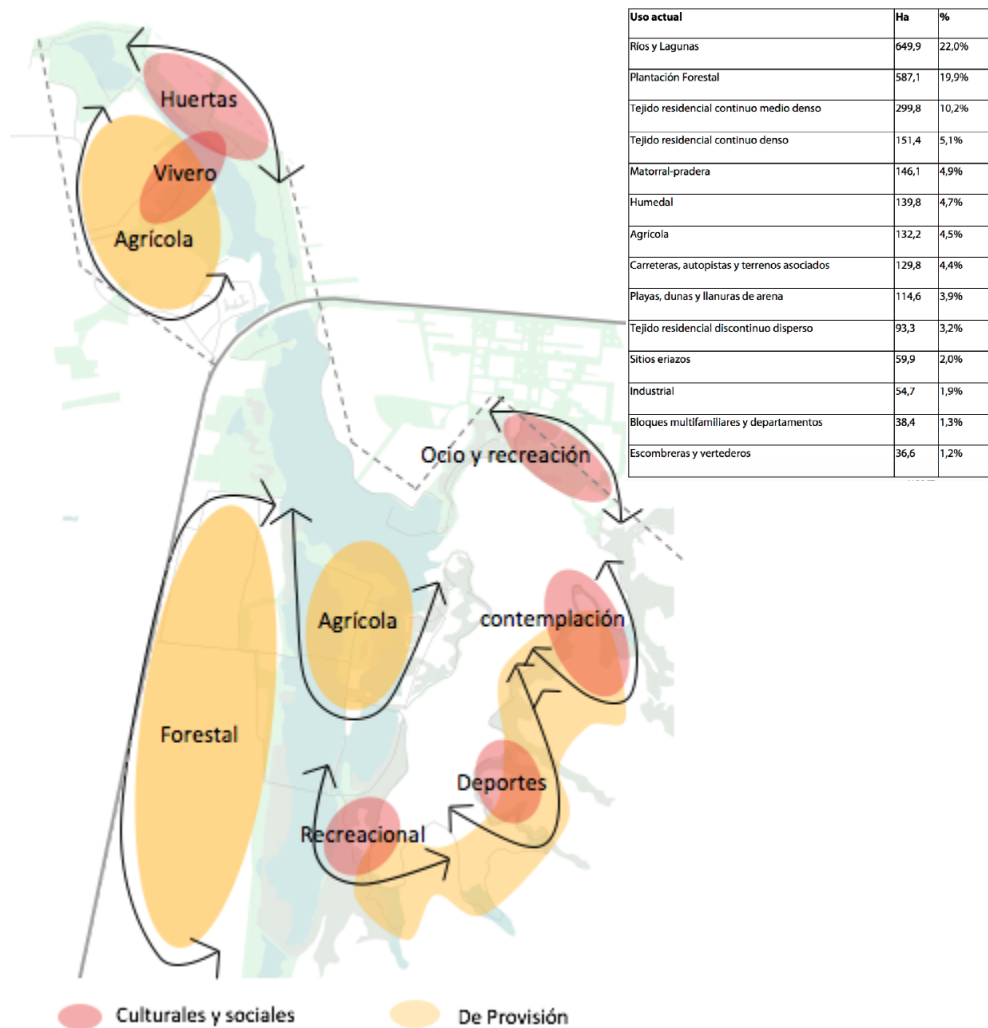 Uso actual Ha %
Ríos y Lagunas 649,9 22,0%
Plantación Forestal 587,1 19,9%
Tejido residencial continuo medio denso 299,8 10,2%
Tejido residencial continuo denso 151,4 5,1%
Matorral-pradera 146,1 4,9%
Humedal 139,8 4,7%
Agrícola 132,2 4,5%
Carreteras, autopistas y terrenos asociados 129,8 4,4%
Playas, dunas y llanuras de arena 114,6 3,9%
Tejido residencial discontinuo disperso 93,3 3,2%
Sitios eriazos 59,9 2,0%
Industrial 54,7 1,9%
Bloques multifamiliares y departamentos 38,4 1,3%
Escombreras y vertederos 36,6 1,2%
Huertas
Vivero
Agrícola
Ocio y recreación
Agrícola
contemplación
Forestal
Deportes
Recreacional
Culturales y sociales
De Provisión